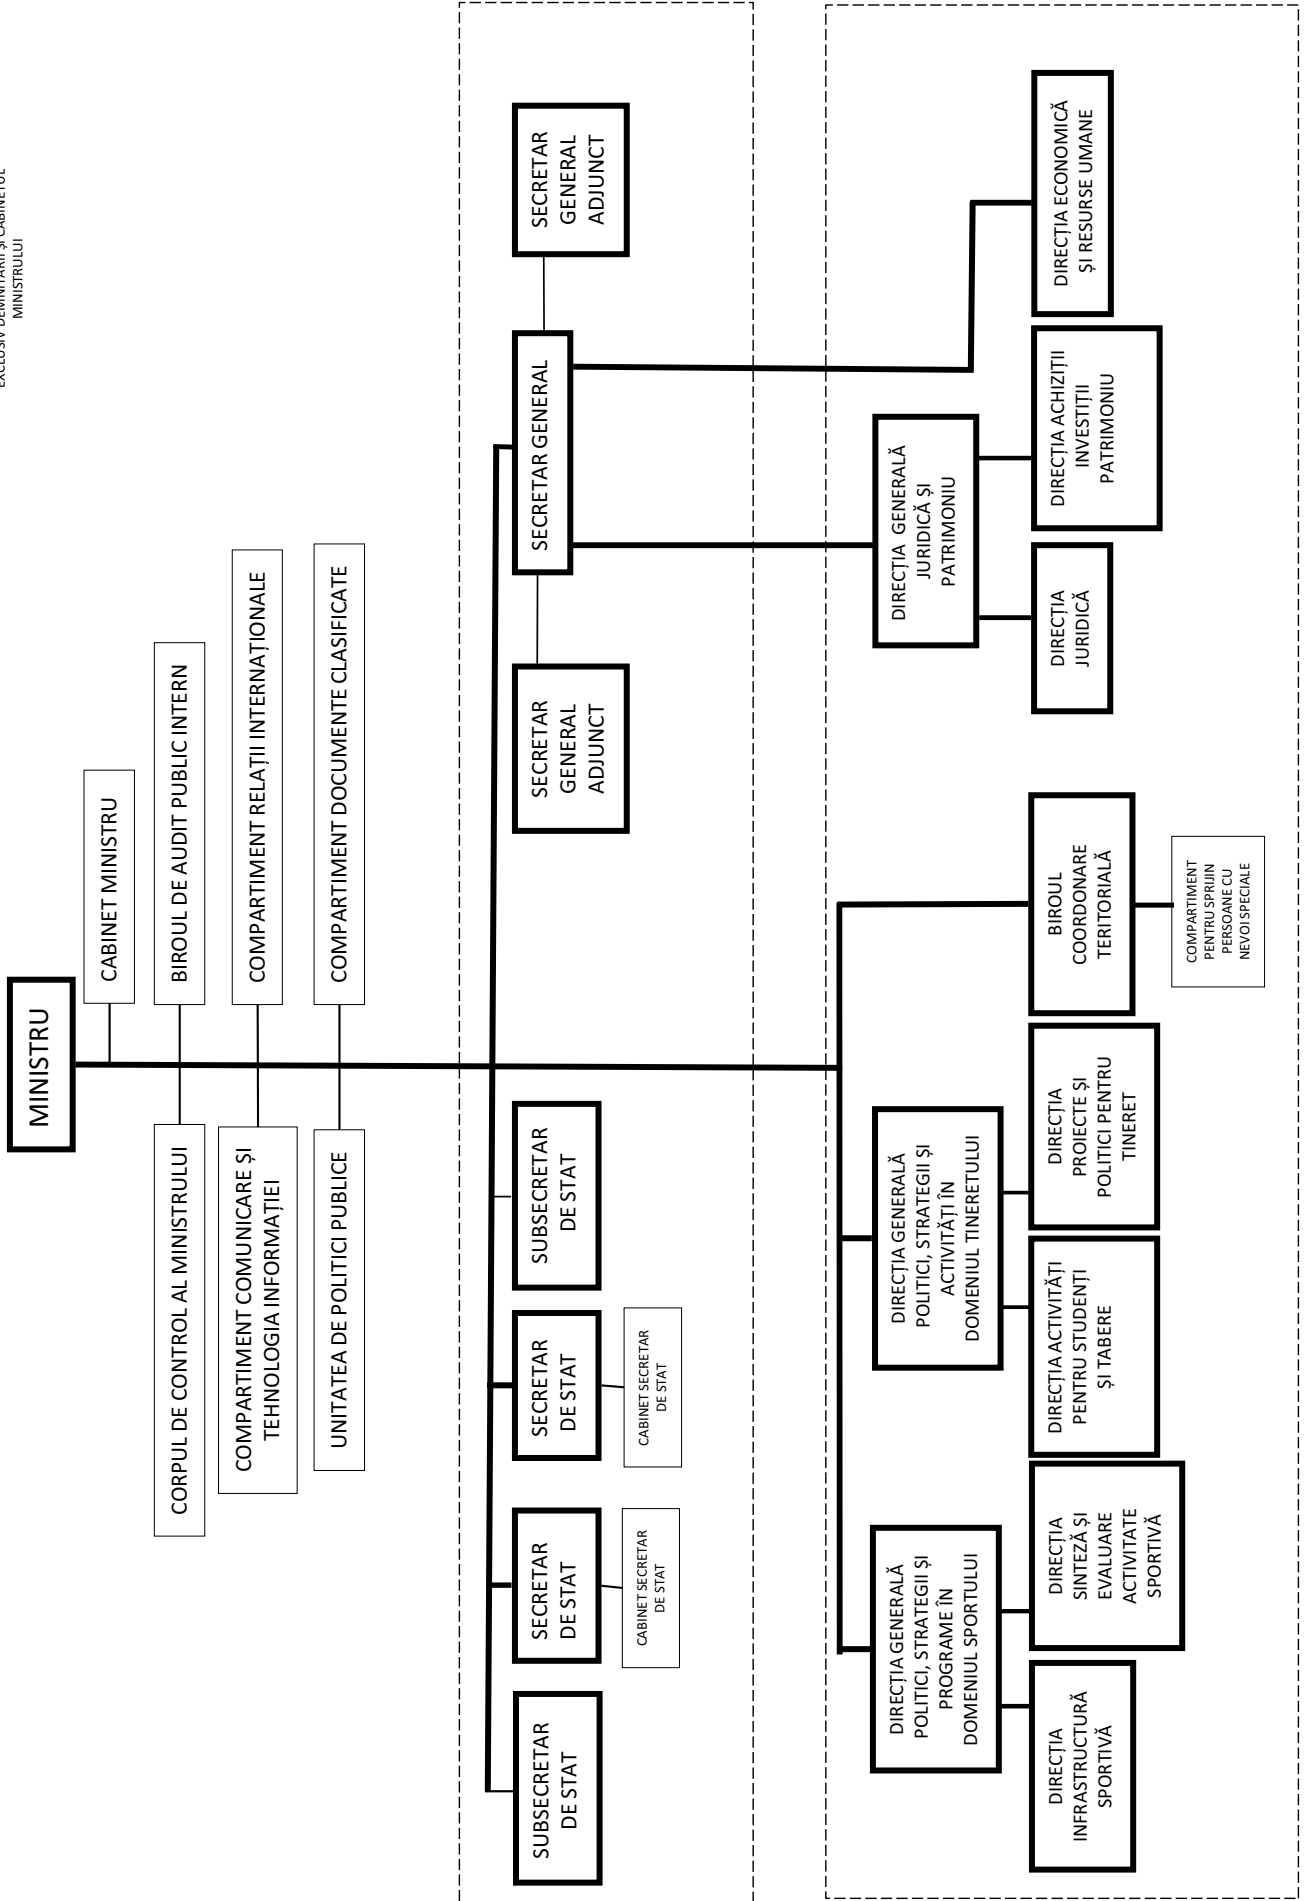 MINISTRULUI
MINISTRU
CABINET MINISTRU
CORPUL DE CONTROL AL MINISTRULUI
BIROUL DE AUDIT PUBLIC INTERN
COMPARTIMENT COMUNICARE ȘI
TEHNOLOGIA INFORMAȚIEI
COMPARTIMENT RELAȚII INTERNAȚIONALE
UNITATEA DE POLITICI PUBLICE
COMPARTIMENT DOCUMENTE CLASIFICATE
SUBSECRETAR
DE STAT
SECRETAR
DE STAT
CABINET SECRETAR
DE STAT
SECRETAR
DE STAT
CABINET SECRETAR
DE STAT
SUBSECRETAR
DE STAT
SECRETAR
GENERAL
ADJUNCT
SECRETAR GENERAL
SECRETAR
GENERAL
ADJUNCT
DIRECȚIA GENERALĂ
POLITICI, STRATEGII ȘI
PROGRAME ÎN
DOMENIUL SPORTULUI
DIRECȚIA GENERALĂ
POLITICI, STRATEGII ȘI
ACTIVITĂȚI ÎN
DOMENIUL TINERETULUI
DIRECȚIA GENERALĂ
JURIDICĂ ȘI
PATRIMONIU
DIRECȚIA
INFRASTRUCTURĂ
SPORTIVĂ
DIRECȚIA
SINTEZĂ ȘI
EVALUARE
ACTIVITATE
SPORTIVĂ
DIRECȚIA ACTIVITĂȚI
PENTRU STUDENȚI
ȘI TABERE
DIRECȚIA
PROIECTE ȘI
POLITICI PENTRU
TINERET
BIROUL
COORDONARE
TERITORIALĂ
COMPARTIMENT
PENTRU SPRIJIN
PERSOANE CU
NEVOI SPECIALE
DIRECȚIA
JURIDICĂ
DIRECȚIA ACHIZIȚII
INVESTIȚII
PATRIMONIU
DIRECȚIA ECONOMICĂ
ȘI RESURSE UMANE